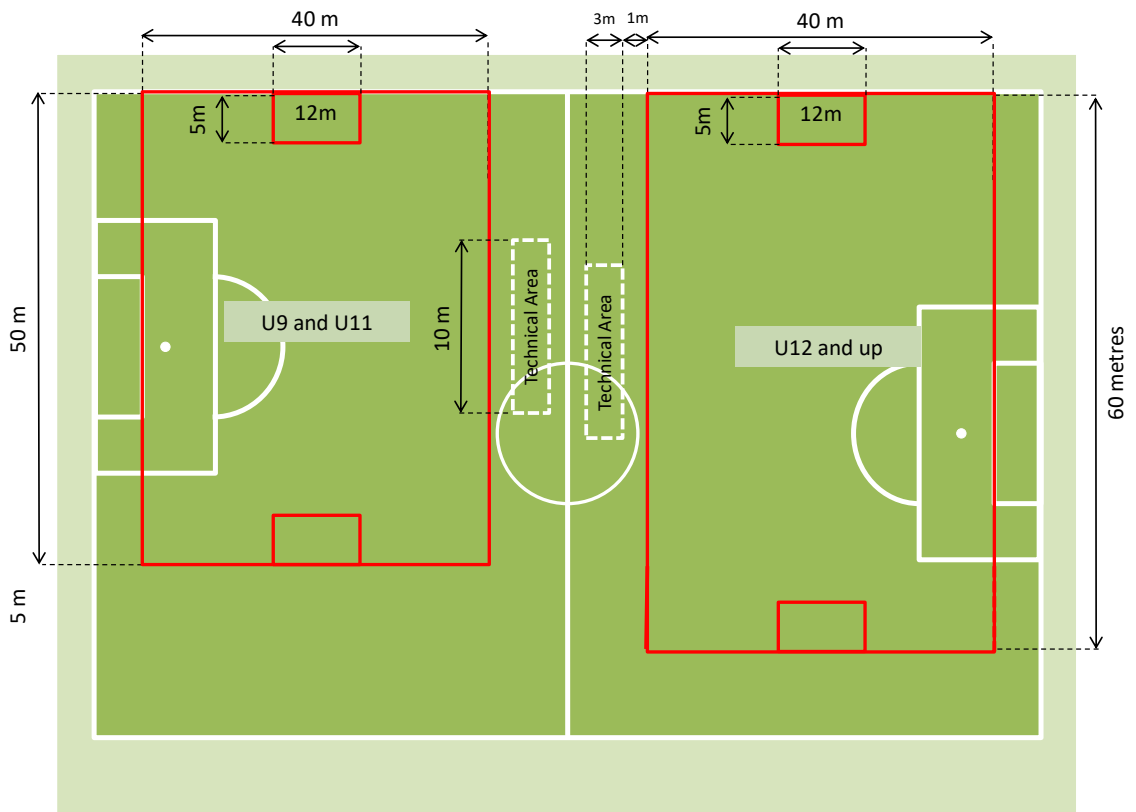 40 m
3m
1m
40 m
5m
12m
5m
12m
50 m
U9 and U11
10 m
Technical Area
Technical Area
U12 and up
60 metres
5 m